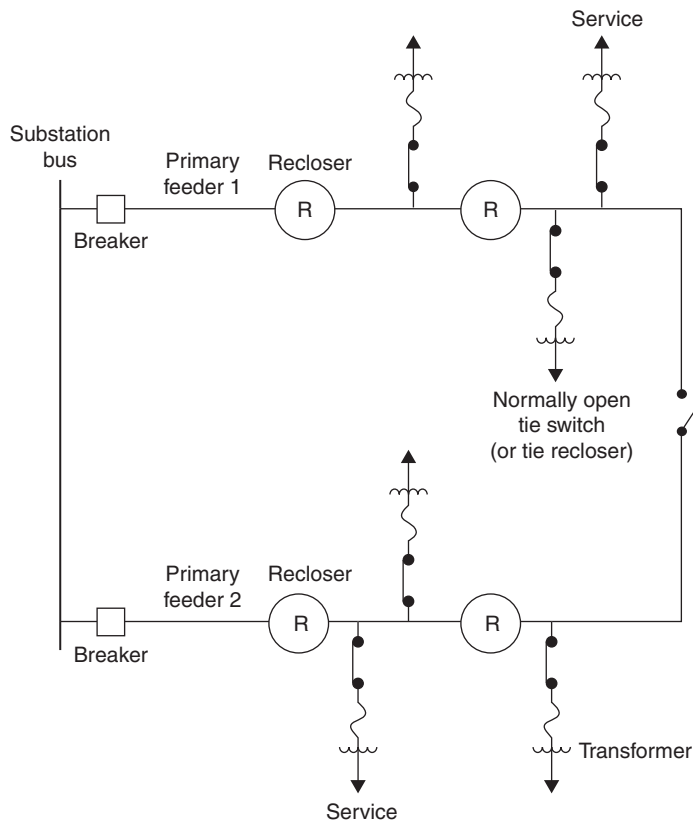 Service
Substation
bus
Primary
feeder 1
Recloser
R
R
Breaker
Normally open
tie switch
(or tie recloser)
Primary
feeder 2
Recloser
R
R
Breaker
Transformer
Service